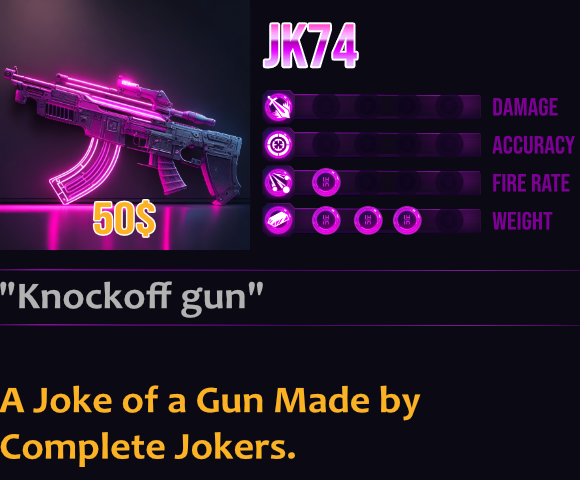 JK74
DAMAGE
ACCURACY
FIRE RATE
WEIGHT
50$
"Knockoff gun"
A Joke of a Gun Made by
Complete Jokers.